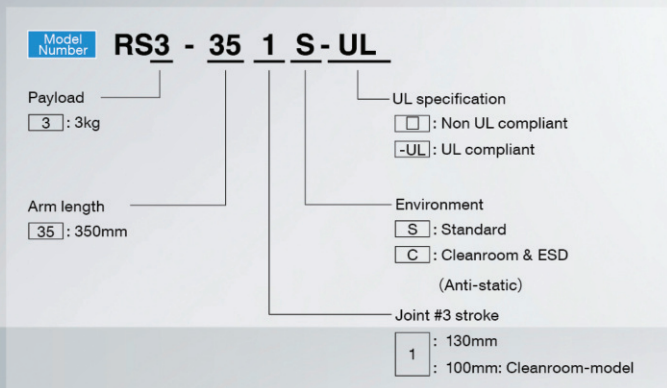 Model
Number
RS3 - 35 1 S - UL
Payload
3 : 3kg
Arm length
35 : 350mm
UL specification
□ : Non UL compliant
-UL : UL compliant
Environment
S : Standard
C : Cleanroom & ESD
(Anti-static)
Joint #3 stroke
1
: 130mm
: 100mm: Cleanroom-model